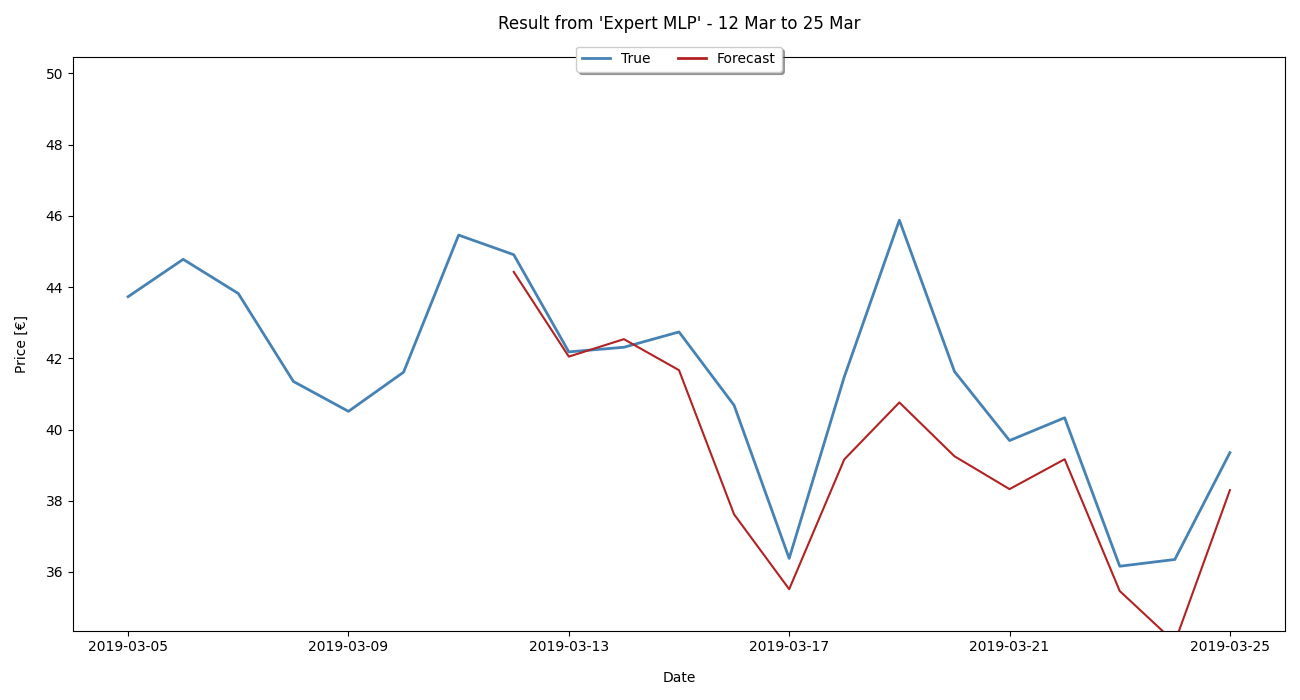 Result from 'Expert MLP' - 12 Mar to 25 Mar
True Forecast
50
48
46
44
42
40
38
36
Price [€]
2019-03-05 2019-03-09 2019-03-13 2019-03-17 2019-03-21 2019-03-25
Date